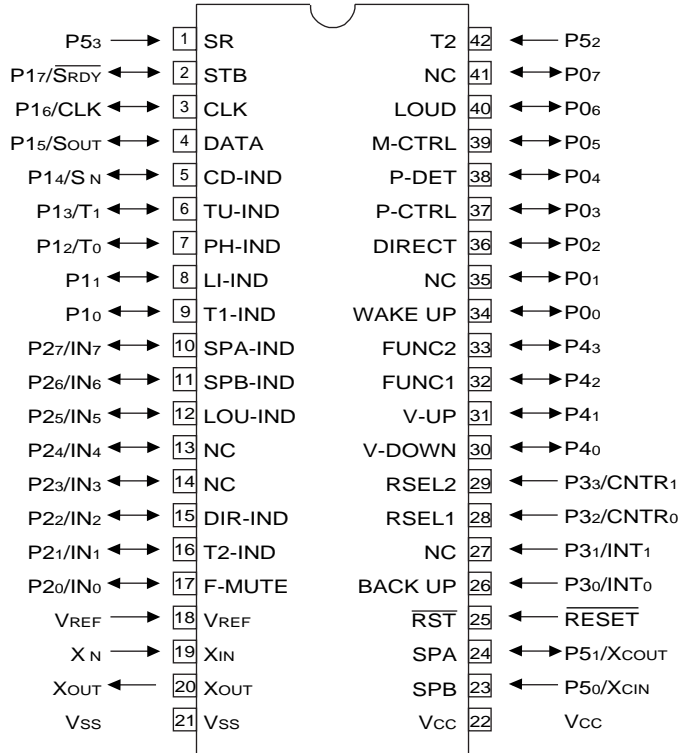 P53 1 SR T2 42 P52
P17/SRDY 2 STB NC 41 P07
P16/CLK 3 CLK LOUD 40 P06
P15/SOUT 4 DATA M-CTRL 39 P05
P14/S N 5 CD-IND P-DET 38 P04
P13/T1 6 TU-IND P-CTRL 37 P03
P12/T0 7 PH-IND DIRECT 36 P02
P11 8 LI-IND NC 35 P01
P10 9 T1-IND WAKE UP 34 P00
P27/IN7 10 SPA-IND FUNC2 33 P43
P26/IN6 11 SPB-IND FUNC1 32 P42
P25/IN5 12 LOU-IND V-UP 31 P41
P24/IN4 13 NC V-DOWN 30 P40
P23/IN3 14 NC RSEL2 29 P33/CNTR1
P22/IN2 15 DIR-IND RSEL1 28 P32/CNTR0
P21/IN1 16 T2-IND NC 27 P31/INT1
P20/IN0 17 F-MUTE BACK UP 26 P30/INT0
VREF 18 VREF RST 25 RESET
X N 19 XIN SPA 24 P51/XCOUT
XOUT 20 XOUT SPB 23 P50/XCIN
VSS 21 VSS VCC 22 VCC